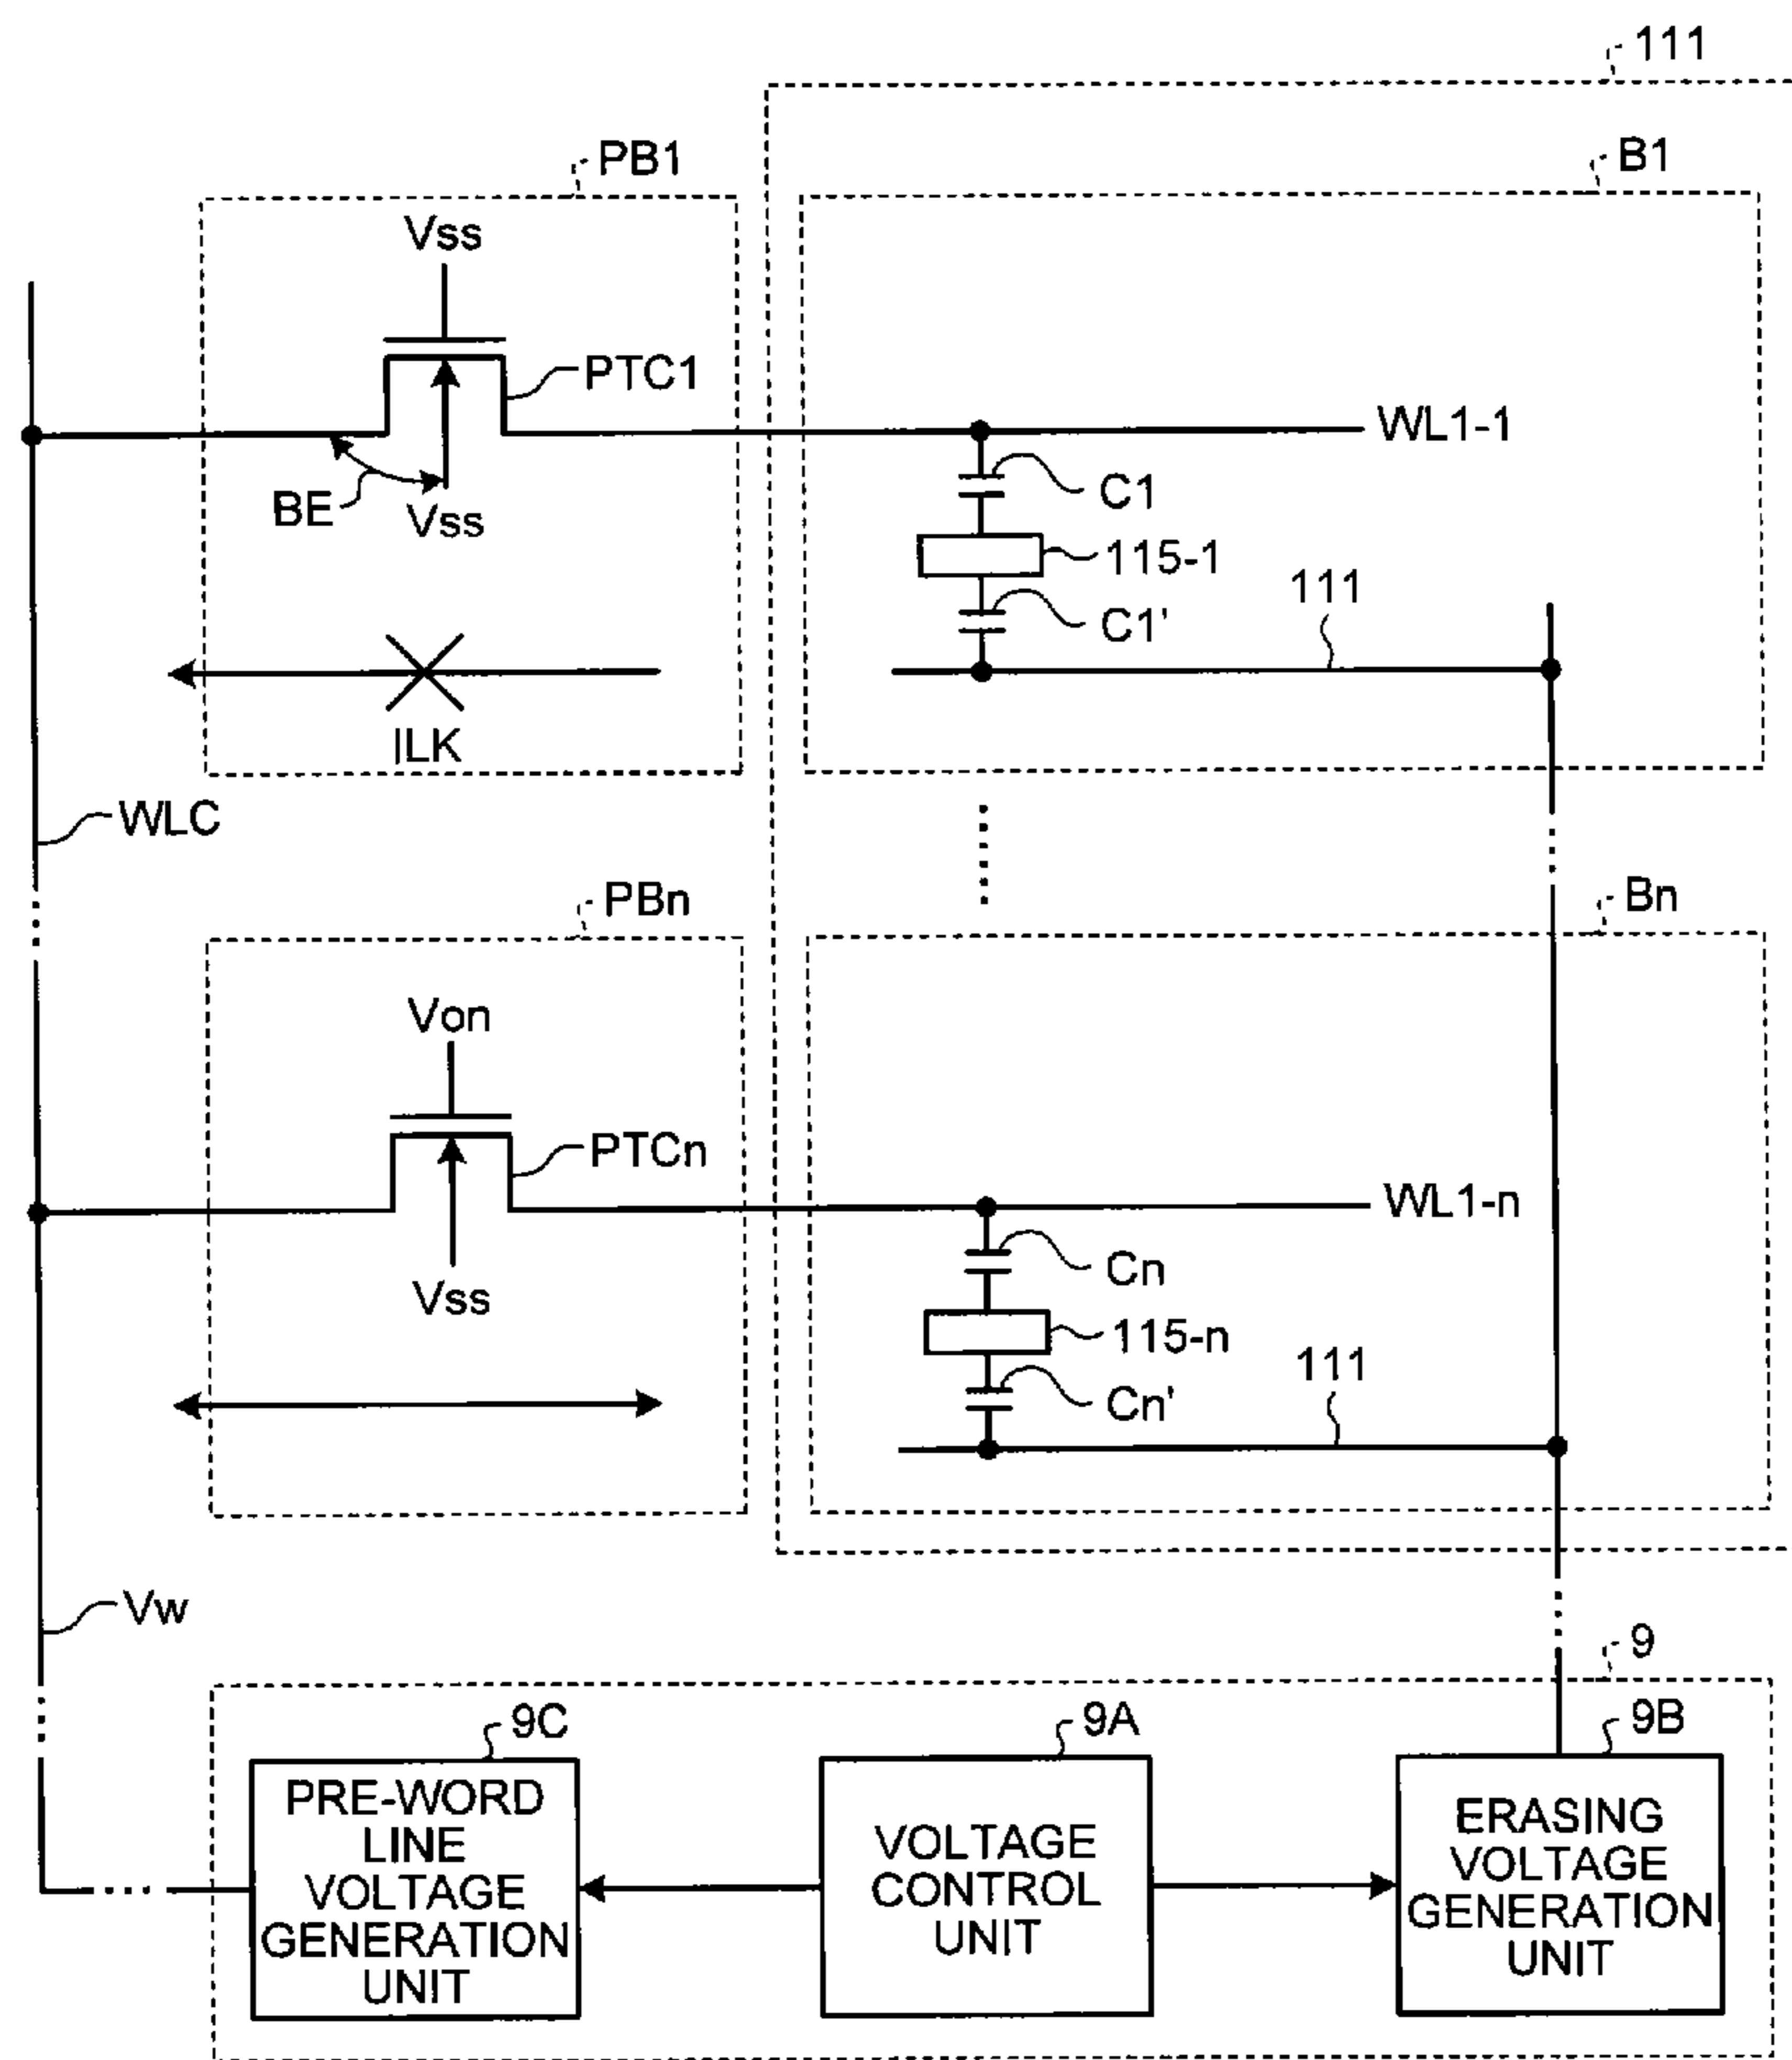 111
PB1
B1
Vss
PTC1
WL1-1
BE
Vss
C1
115-1
111
C1'
ILK
WLC
PBn
Bn
Von
PTCn
WL1-n
Vss
Cn
115-n
111
Cn'
Vw
9
9C
9A
9B
PRE-WORD
LINE
VOLTAGE
GENERATION
UNIT
VOLTAGE
CONTROL
UNIT
ERASING
VOLTAGE
GENERATION
UNIT